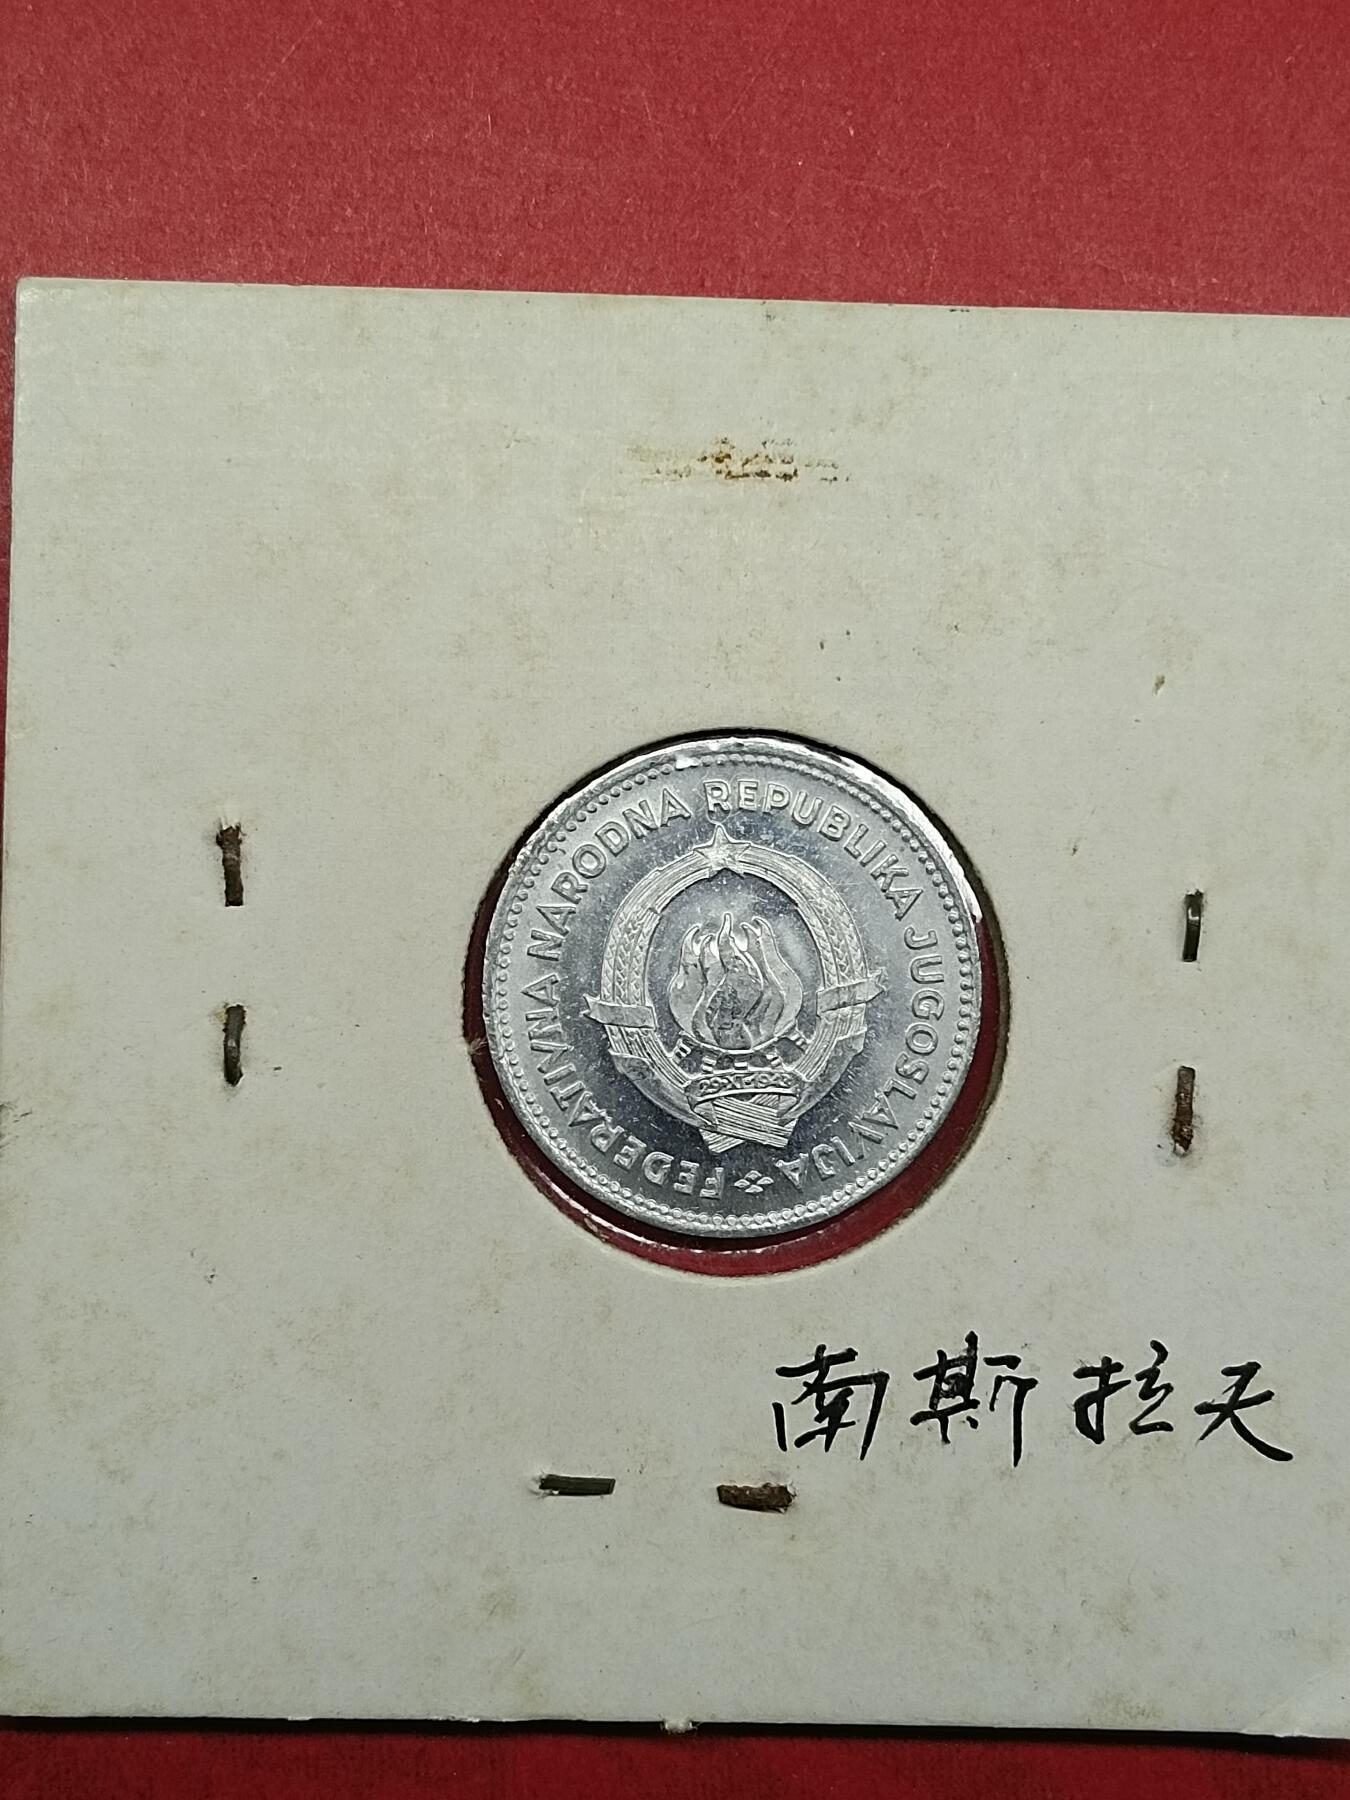 FEDERATIVNA NARODNA REPUBLIKA JUGOSLAVIJA
29·XI·1943
南斯拉夫